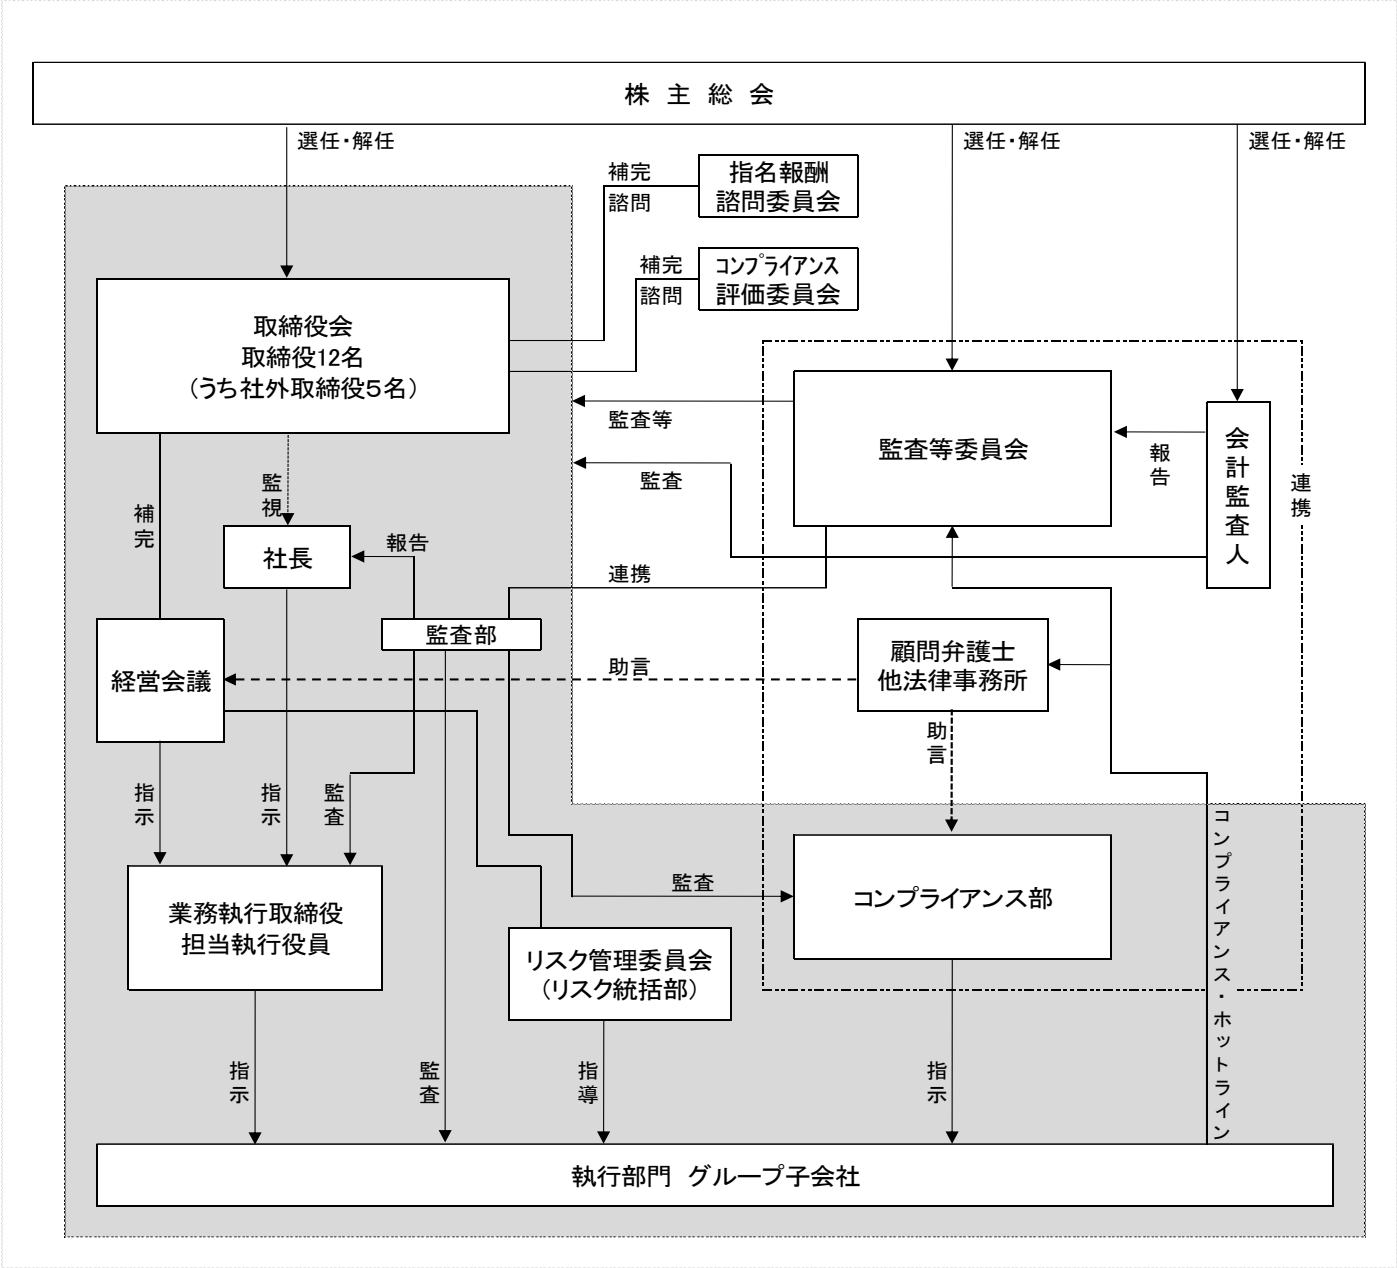 株 主 総 会
選任・解任
選任・解任
選任・解任
補完
諮問
指名報酬
諮問委員会
補完
諮問
コンプライアンス
評価委員会
取締役会
取締役12名
（うち社外取締役５名）
監査等
監査等委員会
報告
会計監査人
連携
監査
監視
補完
社長
報告
連携
監査部
経営会議
助言
顧問弁護士
他法律事務所
助言
指示
指示
監査
コンプライアンス・ホットライン
業務執行取締役
担当執行役員
監査
コンプライアンス部
リスク管理委員会
（リスク統括部）
指示
監査
指導
指示
執行部門 グループ子会社